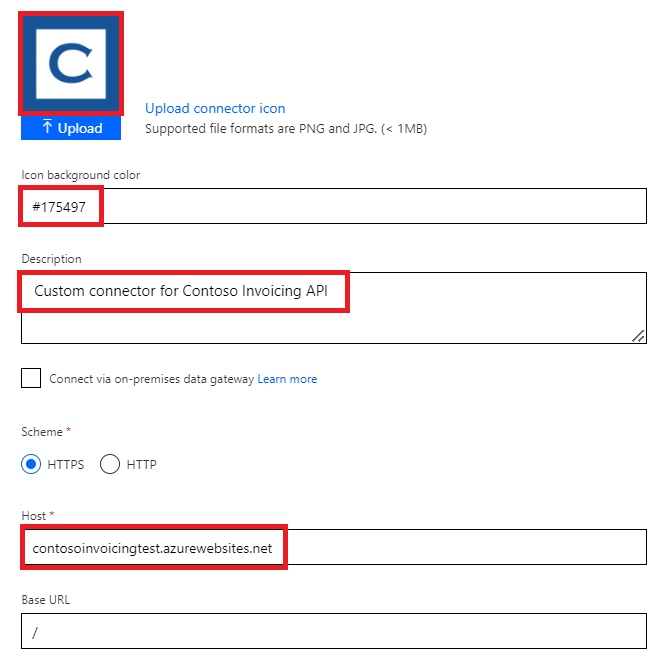 C
Upload
Upload connector icon
Supported file formats are PNG and JPG. (< 1MB)
Icon background color
#175497
Description
Custom connector for Contoso Invoicing API
Connect via on-premises data gateway Learn more
Scheme *
HTTPS HTTP
Host *
contosoinvoicingtest.azurewebsites.net
Base URL
/